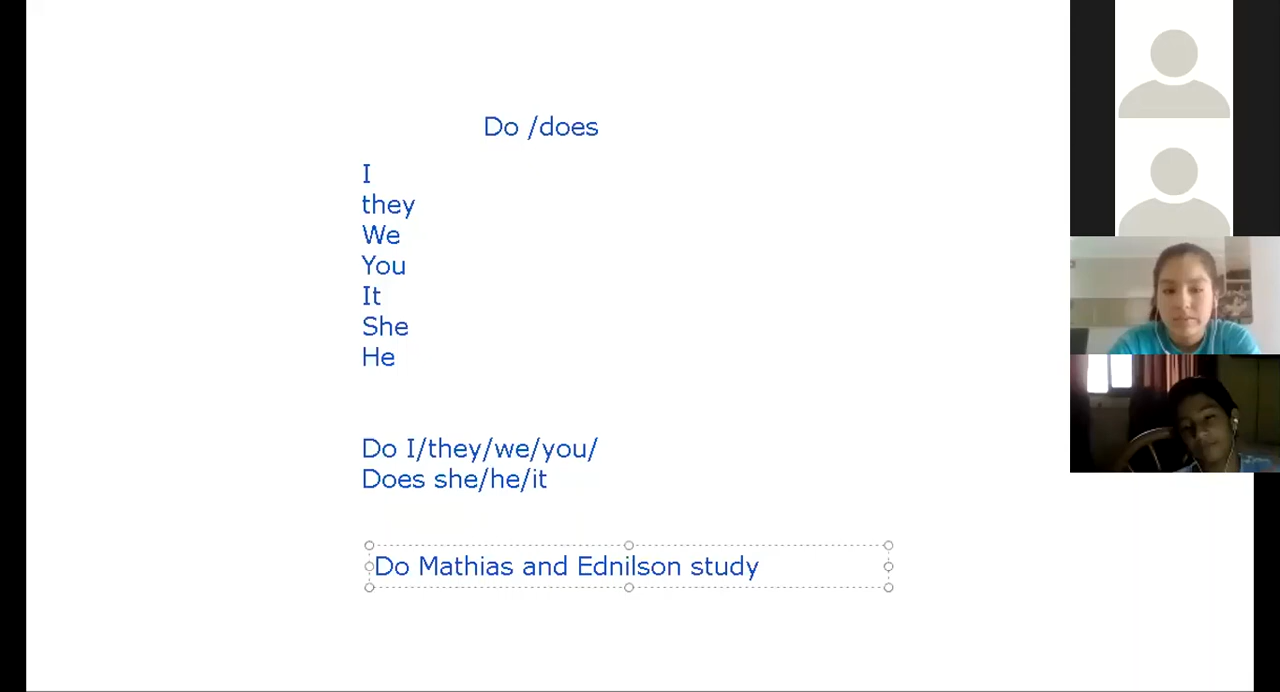 Do /does
I
they
We
You
It
She
He
Do I/they/we/you/
Does she/he/it
Do Mathias and Ednilson study